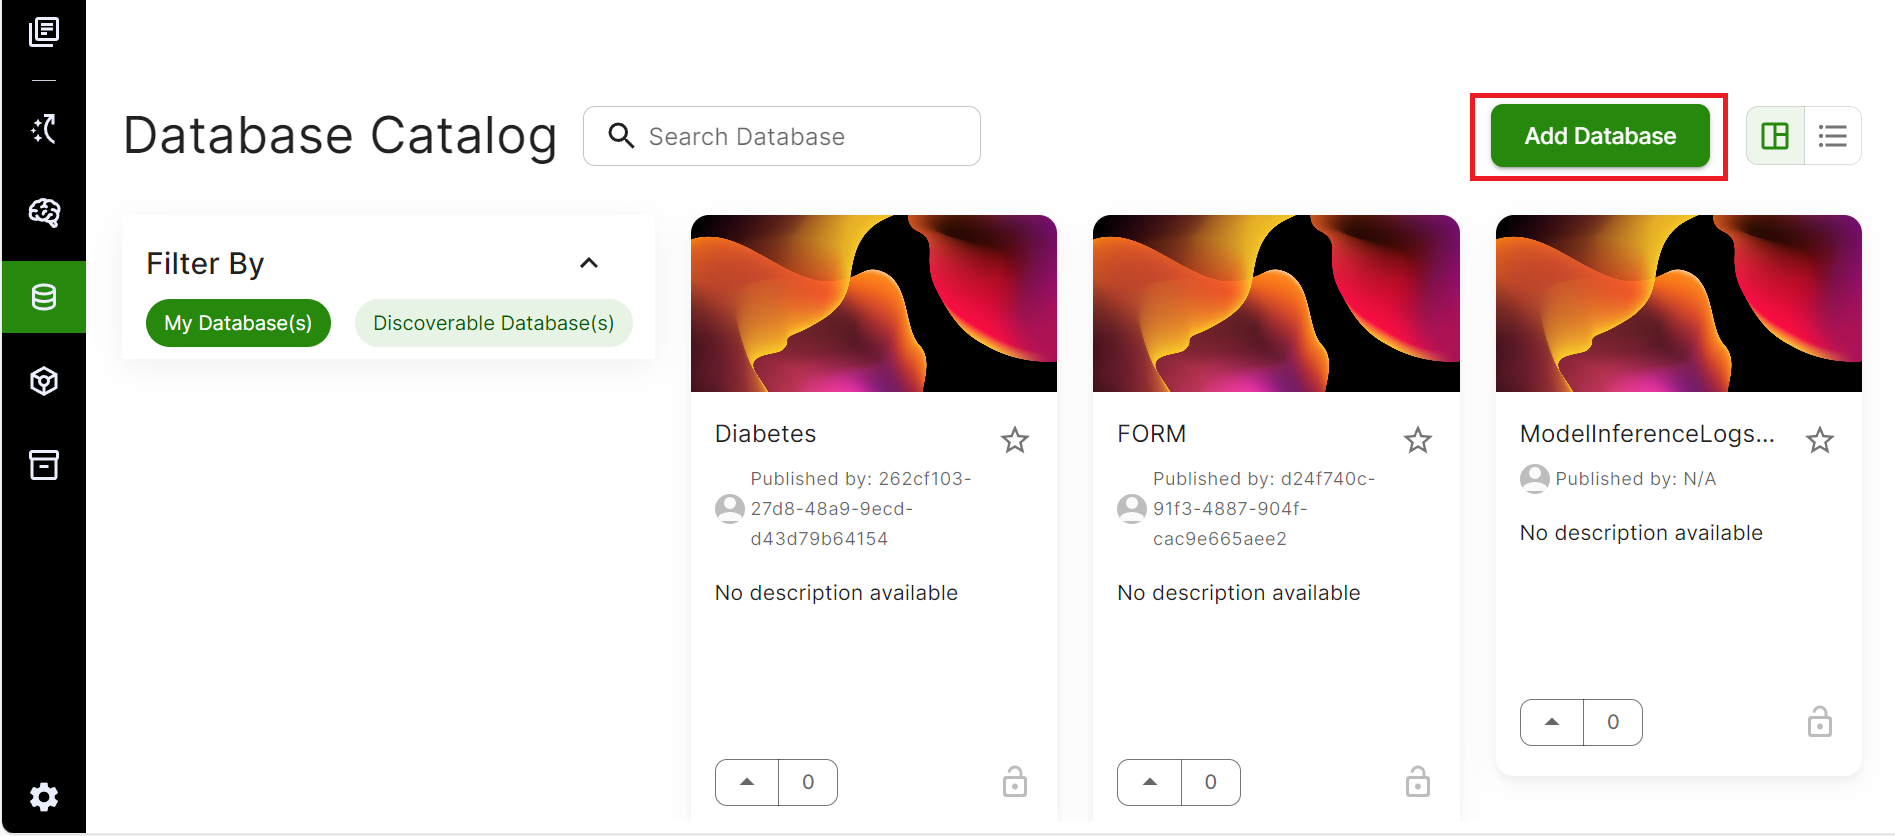 Database Catalog
Search Database
Add Database
Filter By
My Database(s)
Discoverable Database(s)
Diabetes
Published by: 262cf103-
27d8-48a9-9ecd-
d43d79b64154
No description available
0
FORM
Published by: d24f740c-
91f3-4887-904f-
cac9e665aee2
No description available
0
ModelInferenceLogs...
Published by: N/A
No description available
0